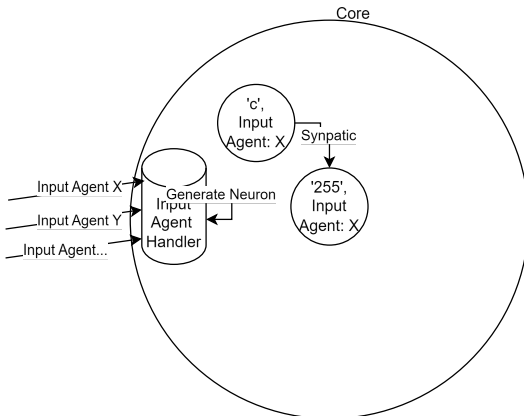 Core
'c',
Input
Agent: X
Synpatic
'255',
Input
Agent: X
Input Agent X
Generate Neuron
Input Agent Y
Input
Agent
Handler
Input Agent...